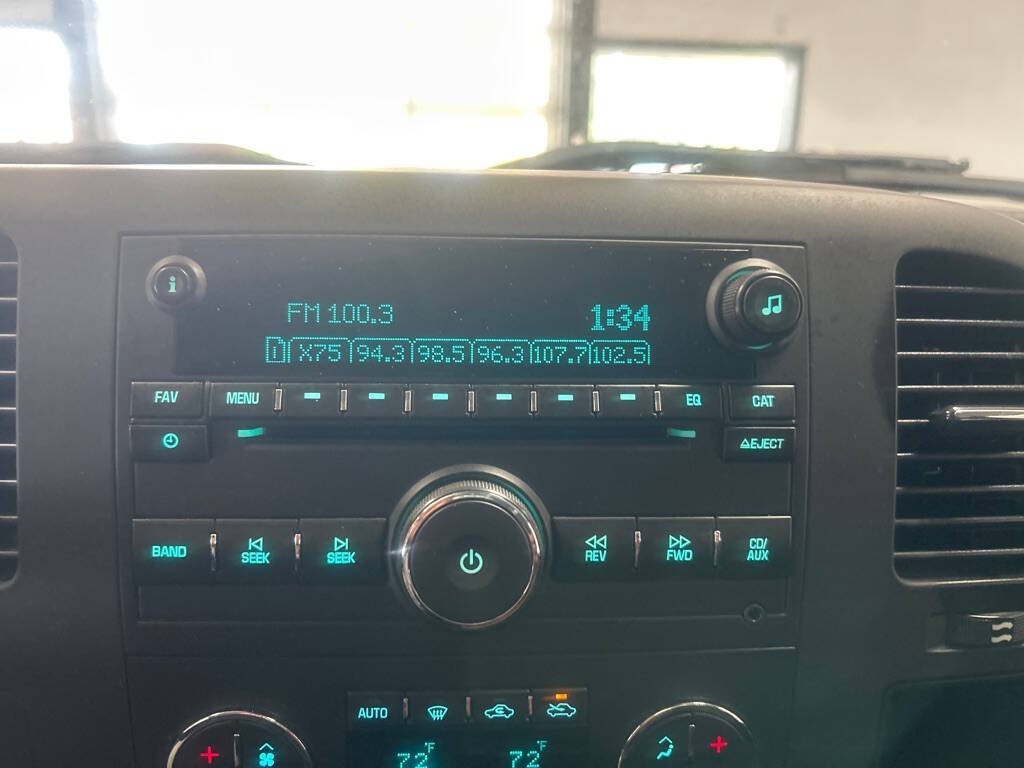 i
FM 100.3 1:34
1 X75 94.3 98.5 96.3 107.7 102.5
FAV MENU EQ CAT
EJECT
BAND SEEK SEEK REV FWD CD/
AUX
AUTO
72°F 72°F